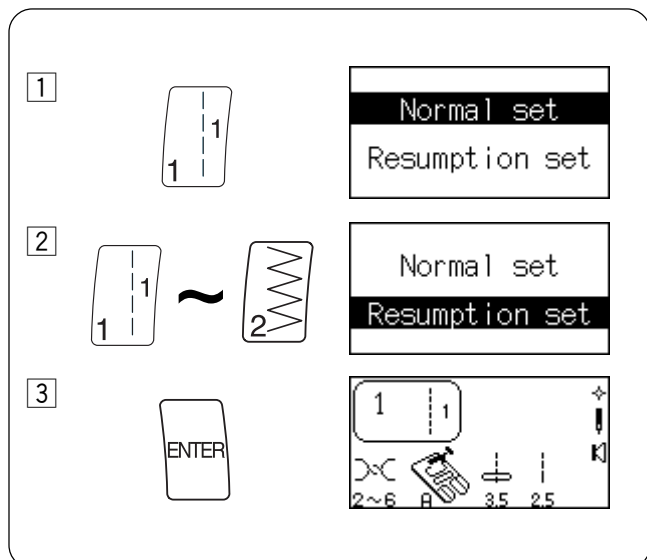 1
1
1
Normal set
Resumption set
2
1
1
~
2
Normal set
Resumption set
3
ENTER
1
1
2~6 A 3.5 2.5